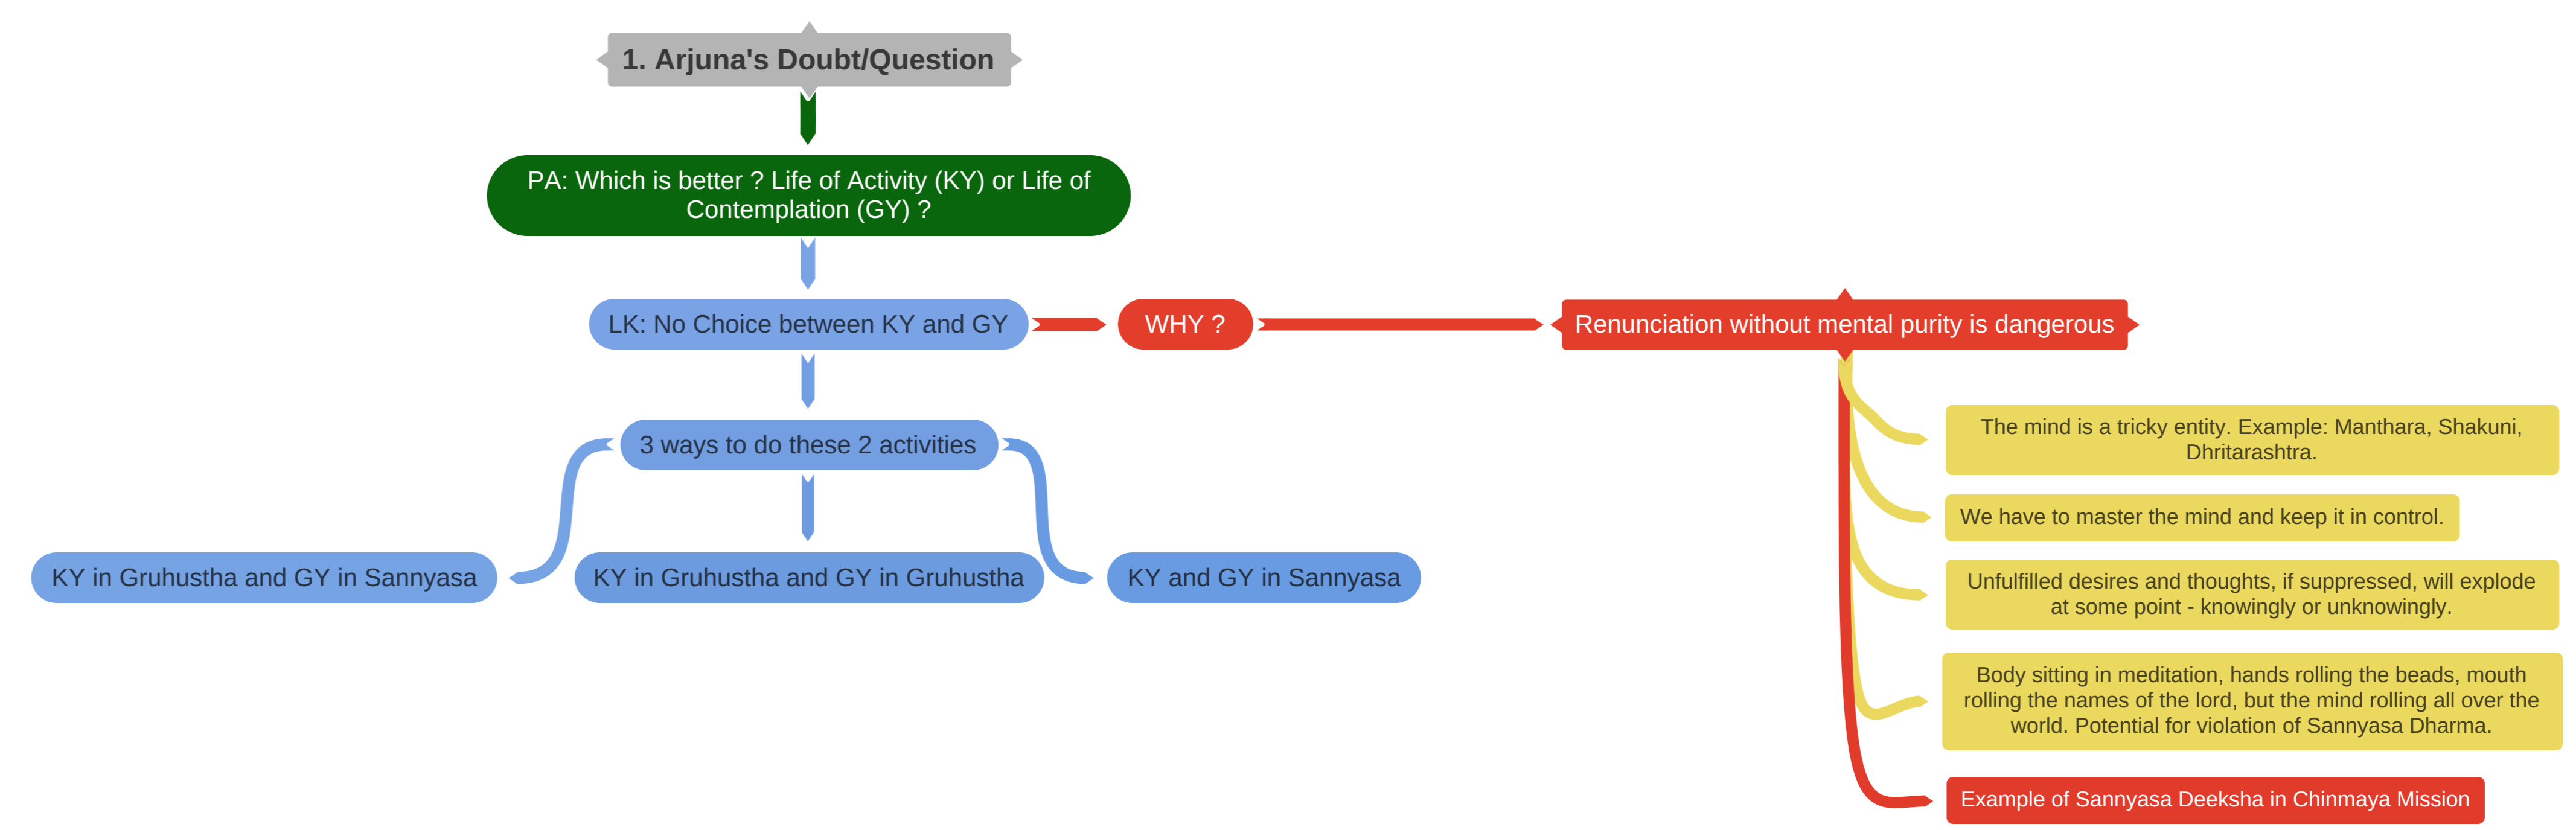 1. Arjuna's Doubt/Question
PA: Which is better ? Life of Activity (KY) or Life of
Contemplation (GY) ?
LK: No Choice between KY and GY
WHY ?
Renunciation without mental purity is dangerous
3 ways to do these 2 activities
KY in Gruhustha and GY in Sannyasa
KY in Gruhustha and GY in Gruhustha
KY and GY in Sannyasa
The mind is a tricky entity. Example: Manthara, Shakuni,
Dhritarashtra.
We have to master the mind and keep it in control.
Unfulfilled desires and thoughts, if suppressed, will explode
at some point - knowingly or unknowingly.
Body sitting in meditation, hands rolling the beads, mouth
rolling the names of the lord, but the mind rolling all over the
world. Potential for violation of Sannyasa Dharma.
Example of Sannyasa Deeksha in Chinmaya Mission